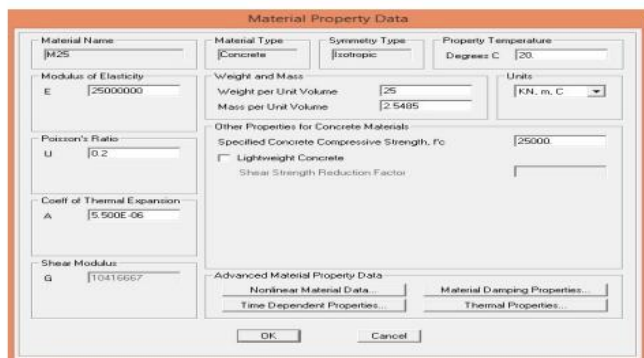 Material Property Data
Material Name
M25
Material Type
Concrete
Symmetry Type
Isotropic
Property Temperature
Degrees C 20.
Modulus of Elasticity
E 25000000
Weight and Mass
Weight per Unit Volume 25
Mass per Unit Volume 2.5485
Units
KN, m, C
Poisson's Ratio
U 0.2
Other Properties for Concrete Materials
Specified Concrete Compressive Strength, f'c 25000.
Lightweight Concrete
Shear Strength Reduction Factor
Coeff of Thermal Expansion
A 5.500E-06
Shear Modulus
G 10416667
Advanced Material Property Data
Nonlinear Material Data... Material Damping Properties...
Time Dependent Properties... Thermal Properties...
OK Cancel